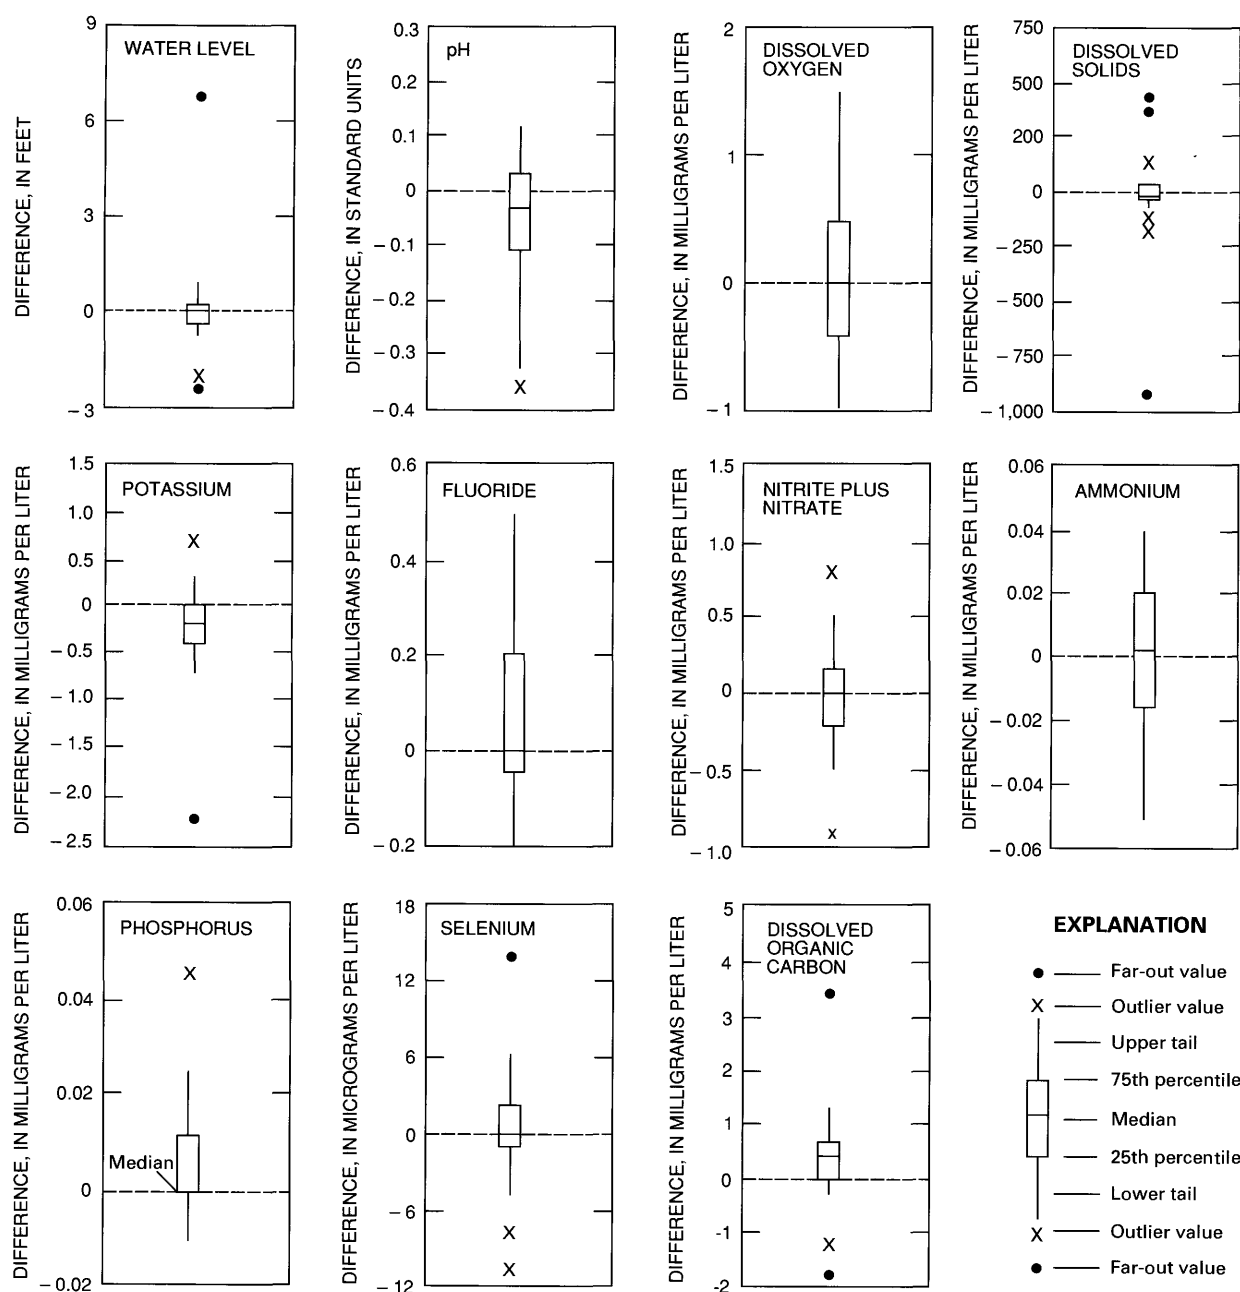 DIFFERENCE, IN FEET
WATER LEVEL
9
6
3
0
– 3
DIFFERENCE, IN STANDARD UNITS
pH
0.3
0.2
0.1
0
– 0.1
– 0.2
– 0.3
– 0.4
DIFFERENCE, IN MILLIGRAMS PER LITER
DISSOLVED
OXYGEN
2
1
0
– 1
DIFFERENCE, IN MILLIGRAMS PER LITER
DISSOLVED
SOLIDS
750
500
200
0
– 250
– 500
– 750
– 1,000
DIFFERENCE, IN MILLIGRAMS PER LITER
POTASSIUM
1.5
1.0
0.5
0
– 0.5
– 1.0
– 1.5
– 2.0
– 2.5
DIFFERENCE, IN MILLIGRAMS PER LITER
FLUORIDE
0.6
0.4
0.2
0
– 0.2
DIFFERENCE, IN MILLIGRAMS PER LITER
NITRITE PLUS
NITRATE
1.5
1.0
0.5
0
– 0.5
– 1.0
DIFFERENCE, IN MILLIGRAMS PER LITER
AMMONIUM
0.06
0.04
0.02
0
– 0.02
– 0.04
– 0.06
DIFFERENCE, IN MILLIGRAMS PER LITER
PHOSPHORUS
0.06
0.04
0.02
Median
0
– 0.02
DIFFERENCE, IN MICROGRAMS PER LITER
SELENIUM
18
12
6
0
– 6
– 12
DIFFERENCE, IN MILLIGRAMS PER LITER
DISSOLVED
ORGANIC
CARBON
5
4
3
2
1
0
-1
-2
EXPLANATION
Far-out value
Outlier value
Upper tail
75th percentile
Median
25th percentile
Lower tail
Outlier value
Far-out value